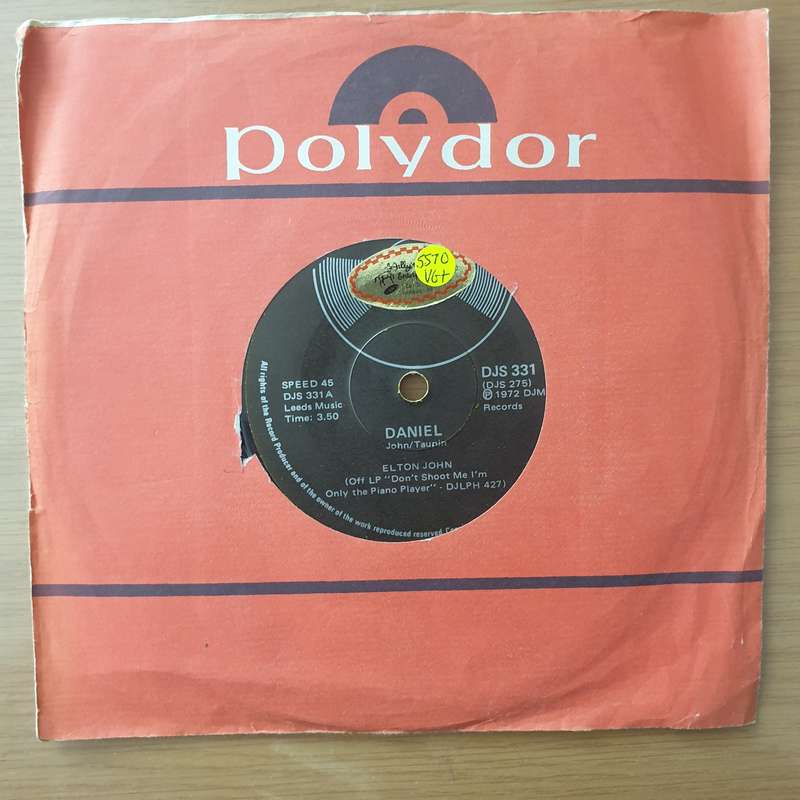 polydor
5570
VG+
SPEED 45
DJS 331 A
Leeds Music
Time: 3.50
DJS 331
(DJS 275)
Ⓟ 1972 DJM
Records
DANIEL
John/Taupin
ELTON JOHN
(Off LP "Don't Shoot Me I'm
Only the Piano Player" - DJLPH 427)
All rights of the Record Producer and of the owner of the work reproduced reserved.